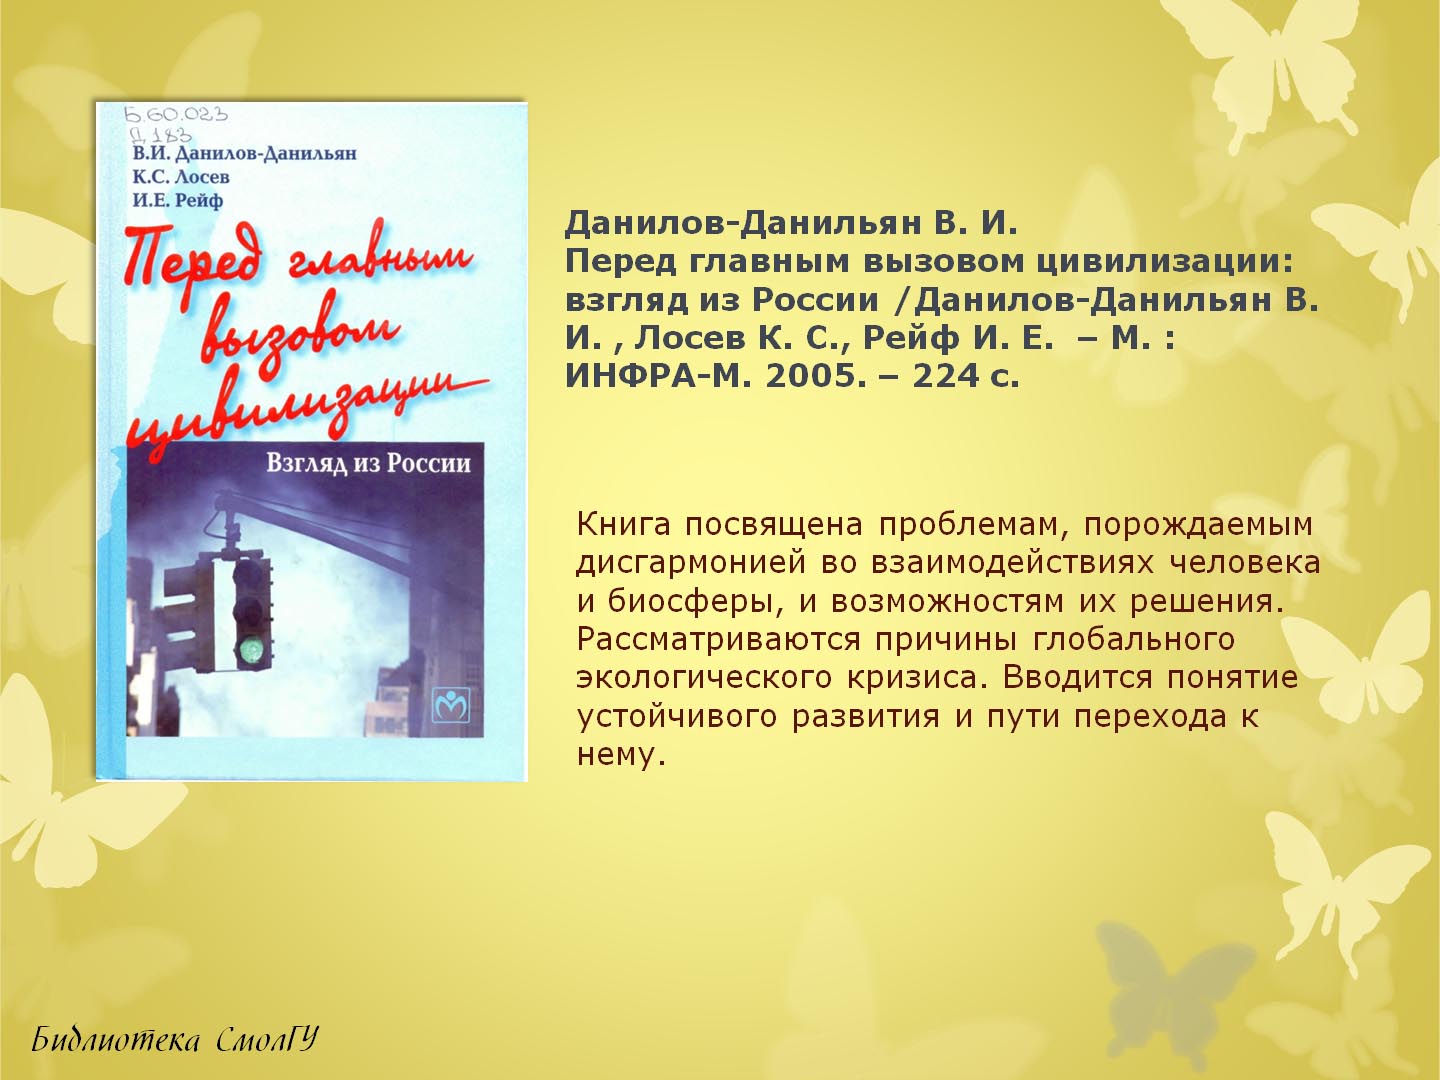 Б.60.023
Д 183
В.И. Данилов-Данильян
К.С. Лосев
И.Е. Рейф
Перед главным
вызовом
цивилизации
Взгляд из России
Данилов-Данильян В. И.
Перед главным вызовом цивилизации:
взгляд из России /Данилов-Данильян В.
И. , Лосев К. С., Рейф И. Е.  – М. :
ИНФРА-М. 2005. – 224 с.
Книга посвящена проблемам, порождаемым
дисгармонией во взаимодействиях человека
и биосферы, и возможностям их решения.
Рассматриваются причины глобального
экологического кризиса. Вводится понятие
устойчивого развития и пути перехода к
нему.
Библиотека СмолГУ